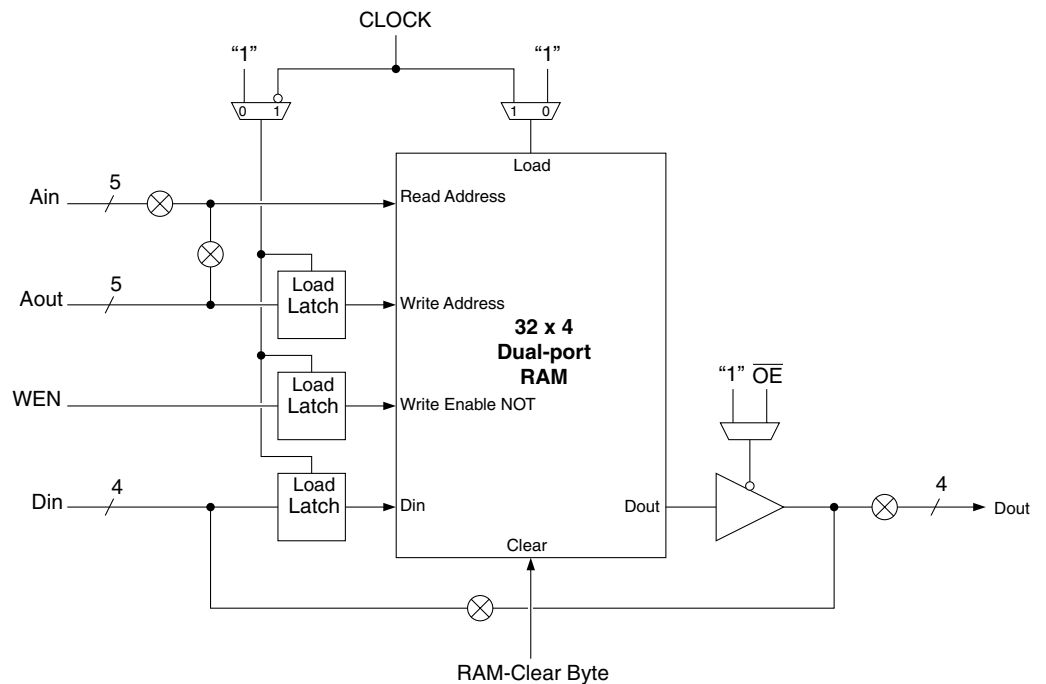 CLOCK
“1”
“1”
0 1
1 0
Load
Ain
5
Read Address
Aout
5
Load
Latch
Write Address
32 x 4
Dual-port
RAM
WEN
Load
Latch
Write Enable NOT
“1” OE
Din
4
Load
Latch
Din
Dout
4
Dout
Clear
RAM-Clear Byte